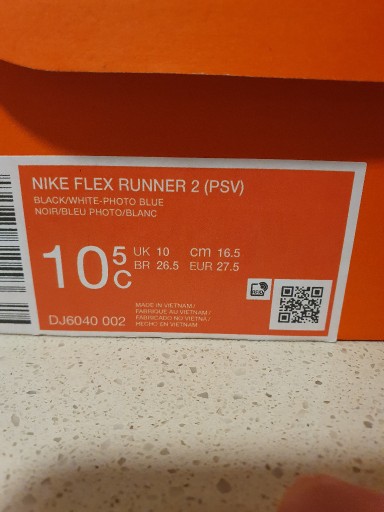 NIKE FLEX RUNNER 2 (PSV)
BLACK/WHITE-PHOTO BLUE
NOIR/BLEU PHOTO/BLANC
10 5 C
UK 10 cm 16.5
BR 26.5 EUR 27.5
MADE IN VIETNAM/
FABRIQUE AU VIETNAM/
FABRICADO NO VIETNÃ/
HECHO EN VIETNAM
DJ6040 002